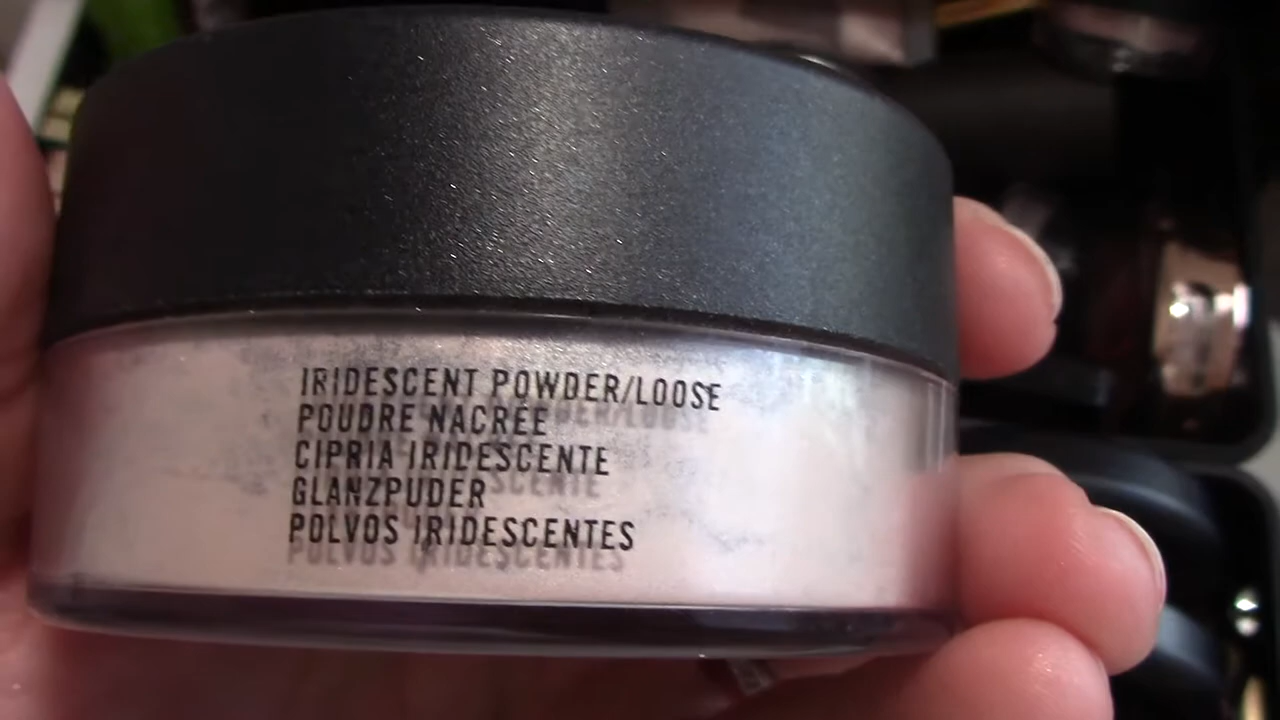 IRIDESCENT POWDER/LOOSE
POUDRE NACRÉE
CIPRIA IRIDESCENTE
GLANZPUDER
POLVOS IRIDESCENTES